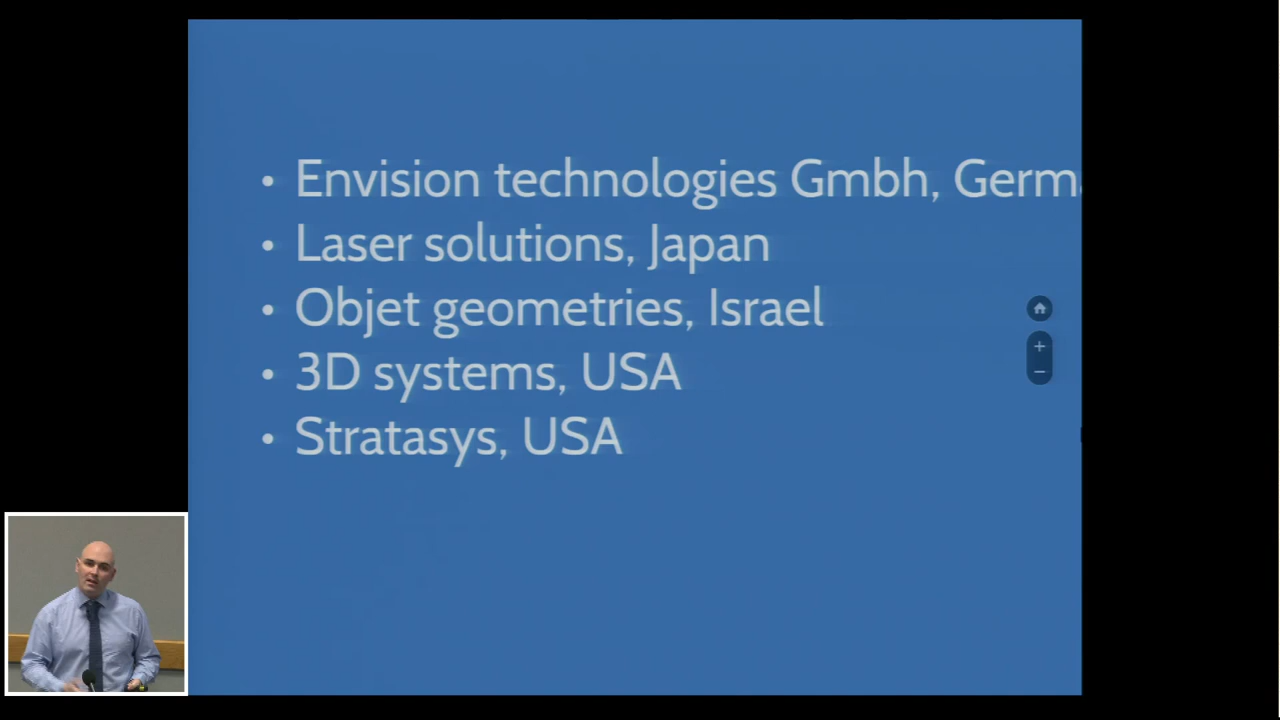 • Envision technologies Gmbh, Germ
• Laser solutions, Japan
• Objet geometries, Israel
• 3D systems, USA
• Stratasys, USA